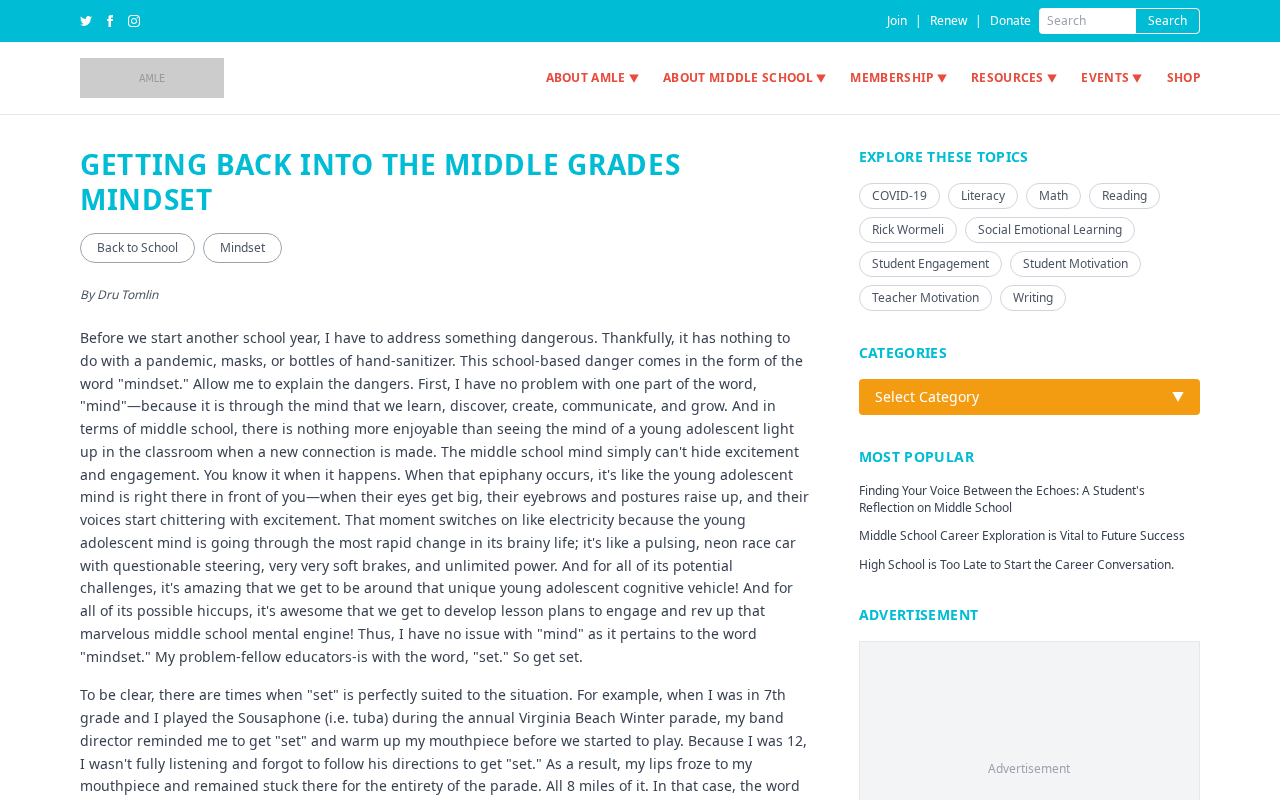 Join | Renew | Donate Search Search
AMLE
ABOUT AMLE ▼ ABOUT MIDDLE SCHOOL ▼ MEMBERSHIP ▼ RESOURCES ▼ EVENTS ▼ SHOP
GETTING BACK INTO THE MIDDLE GRADES
MINDSET
Back to School Mindset
By Dru Tomlin
Before we start another school year, I have to address something dangerous. Thankfully, it has nothing to
do with a pandemic, masks, or bottles of hand-sanitizer. This school-based danger comes in the form of the
word "mindset." Allow me to explain the dangers. First, I have no problem with one part of the word,
"mind"—because it is through the mind that we learn, discover, create, communicate, and grow. And in
terms of middle school, there is nothing more enjoyable than seeing the mind of a young adolescent light
up in the classroom when a new connection is made. The middle school mind simply can't hide excitement
and engagement. You know it when it happens. When that epiphany occurs, it's like the young adolescent
mind is right there in front of you—when their eyes get big, their eyebrows and postures raise up, and their
voices start chittering with excitement. That moment switches on like electricity because the young
adolescent mind is going through the most rapid change in its brainy life; it's like a pulsing, neon race car
with questionable steering, very very soft brakes, and unlimited power. And for all of its potential
challenges, it's amazing that we get to be around that unique young adolescent cognitive vehicle! And for
all of its possible hiccups, it's awesome that we get to develop lesson plans to engage and rev up that
marvelous middle school mental engine! Thus, I have no issue with "mind" as it pertains to the word
"mindset." My problem-fellow educators-is with the word, "set." So get set.
To be clear, there are times when "set" is perfectly suited to the situation. For example, when I was in 7th
grade and I played the Sousaphone (i.e. tuba) during the annual Virginia Beach Winter parade, my band
director reminded me to get "set" and warm up my mouthpiece before we started to play. Because I was 12,
I wasn't fully listening and forgot to follow his directions to get "set." As a result, my lips froze to my
mouthpiece and remained stuck there for the entirety of the parade. All 8 miles of it. In that case, the word
EXPLORE THESE TOPICS
COVID-19 Literacy Math Reading
Rick Wormeli Social Emotional Learning
Student Engagement Student Motivation
Teacher Motivation Writing
CATEGORIES
Select Category ▼
MOST POPULAR
Finding Your Voice Between the Echoes: A Student's
Reflection on Middle School
Middle School Career Exploration is Vital to Future Success
High School is Too Late to Start the Career Conversation.
ADVERTISEMENT
Advertisement